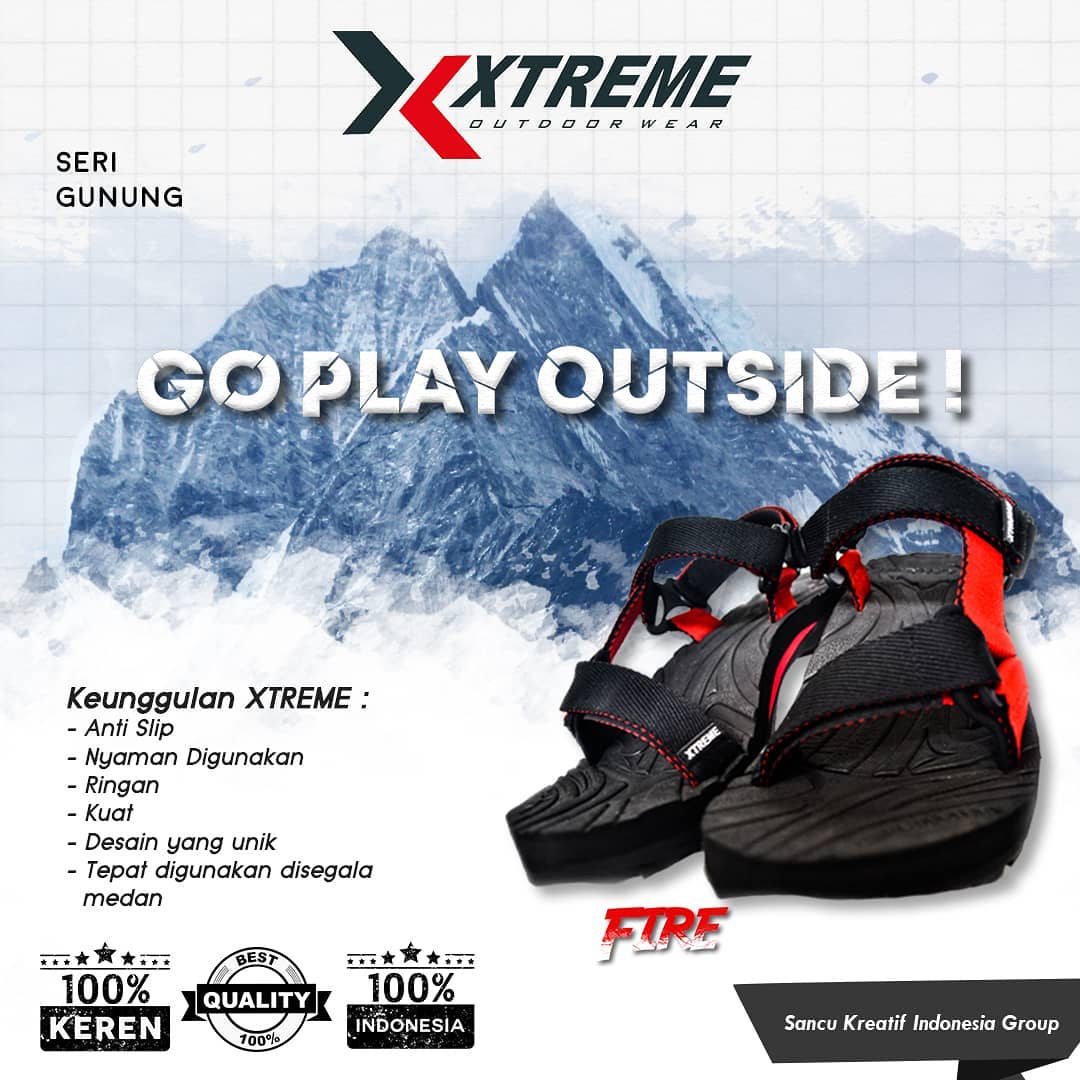 XTREME
OUTDOOR WEAR
SERI
GUNUNG
GO PLAY OUTSIDE !
Keunggulan XTREME :
- Anti Slip
- Nyaman Digunakan
- Ringan
- Kuat
- Desain yang unik
- Tepat digunakan disegala
medan
XTREME
FIRE
100%
KEREN
BEST
QUALITY
100%
100%
INDONESIA
Sancu Kreatif Indonesia Group